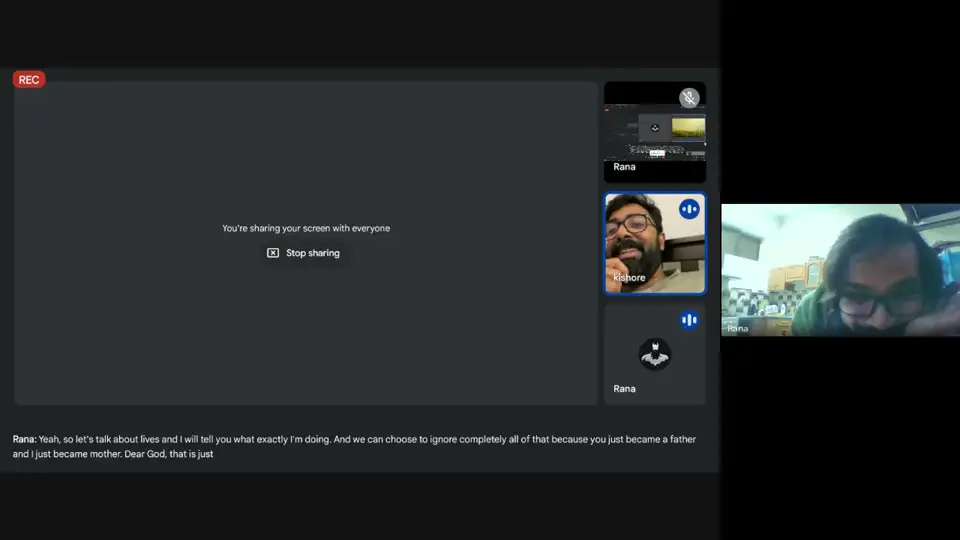 REC
Rana
You're sharing your screen with everyone
Stop sharing
kishore
Rana
Rana
Rana: Yeah, so let's talk about lives and I will tell you what exactly I'm doing. And we can choose to ignore completely all of that because you just became a father
and I just became mother. Dear God, that is just